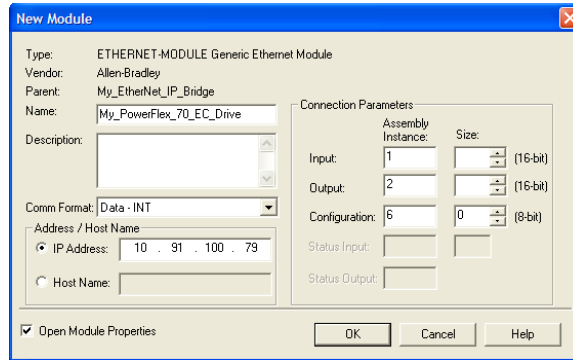 New Module
Type: ETHERNET-MODULE Generic Ethernet Module
Vendor: Allen-Bradley
Parent: My_EtherNet_IP_Bridge
Name: My_PowerFlex_70_EC_Drive
Description:
Comm Format: Data - INT
Address / Host Name
IP Address: 10 . 91 . 100 . 79
Host Name:
Connection Parameters
Assembly Instance: Size:
Input: 1 (16-bit)
Output: 2 (16-bit)
Configuration: 6 0 (8-bit)
Status Input:
Status Output:
Open Module Properties
OK Cancel Help